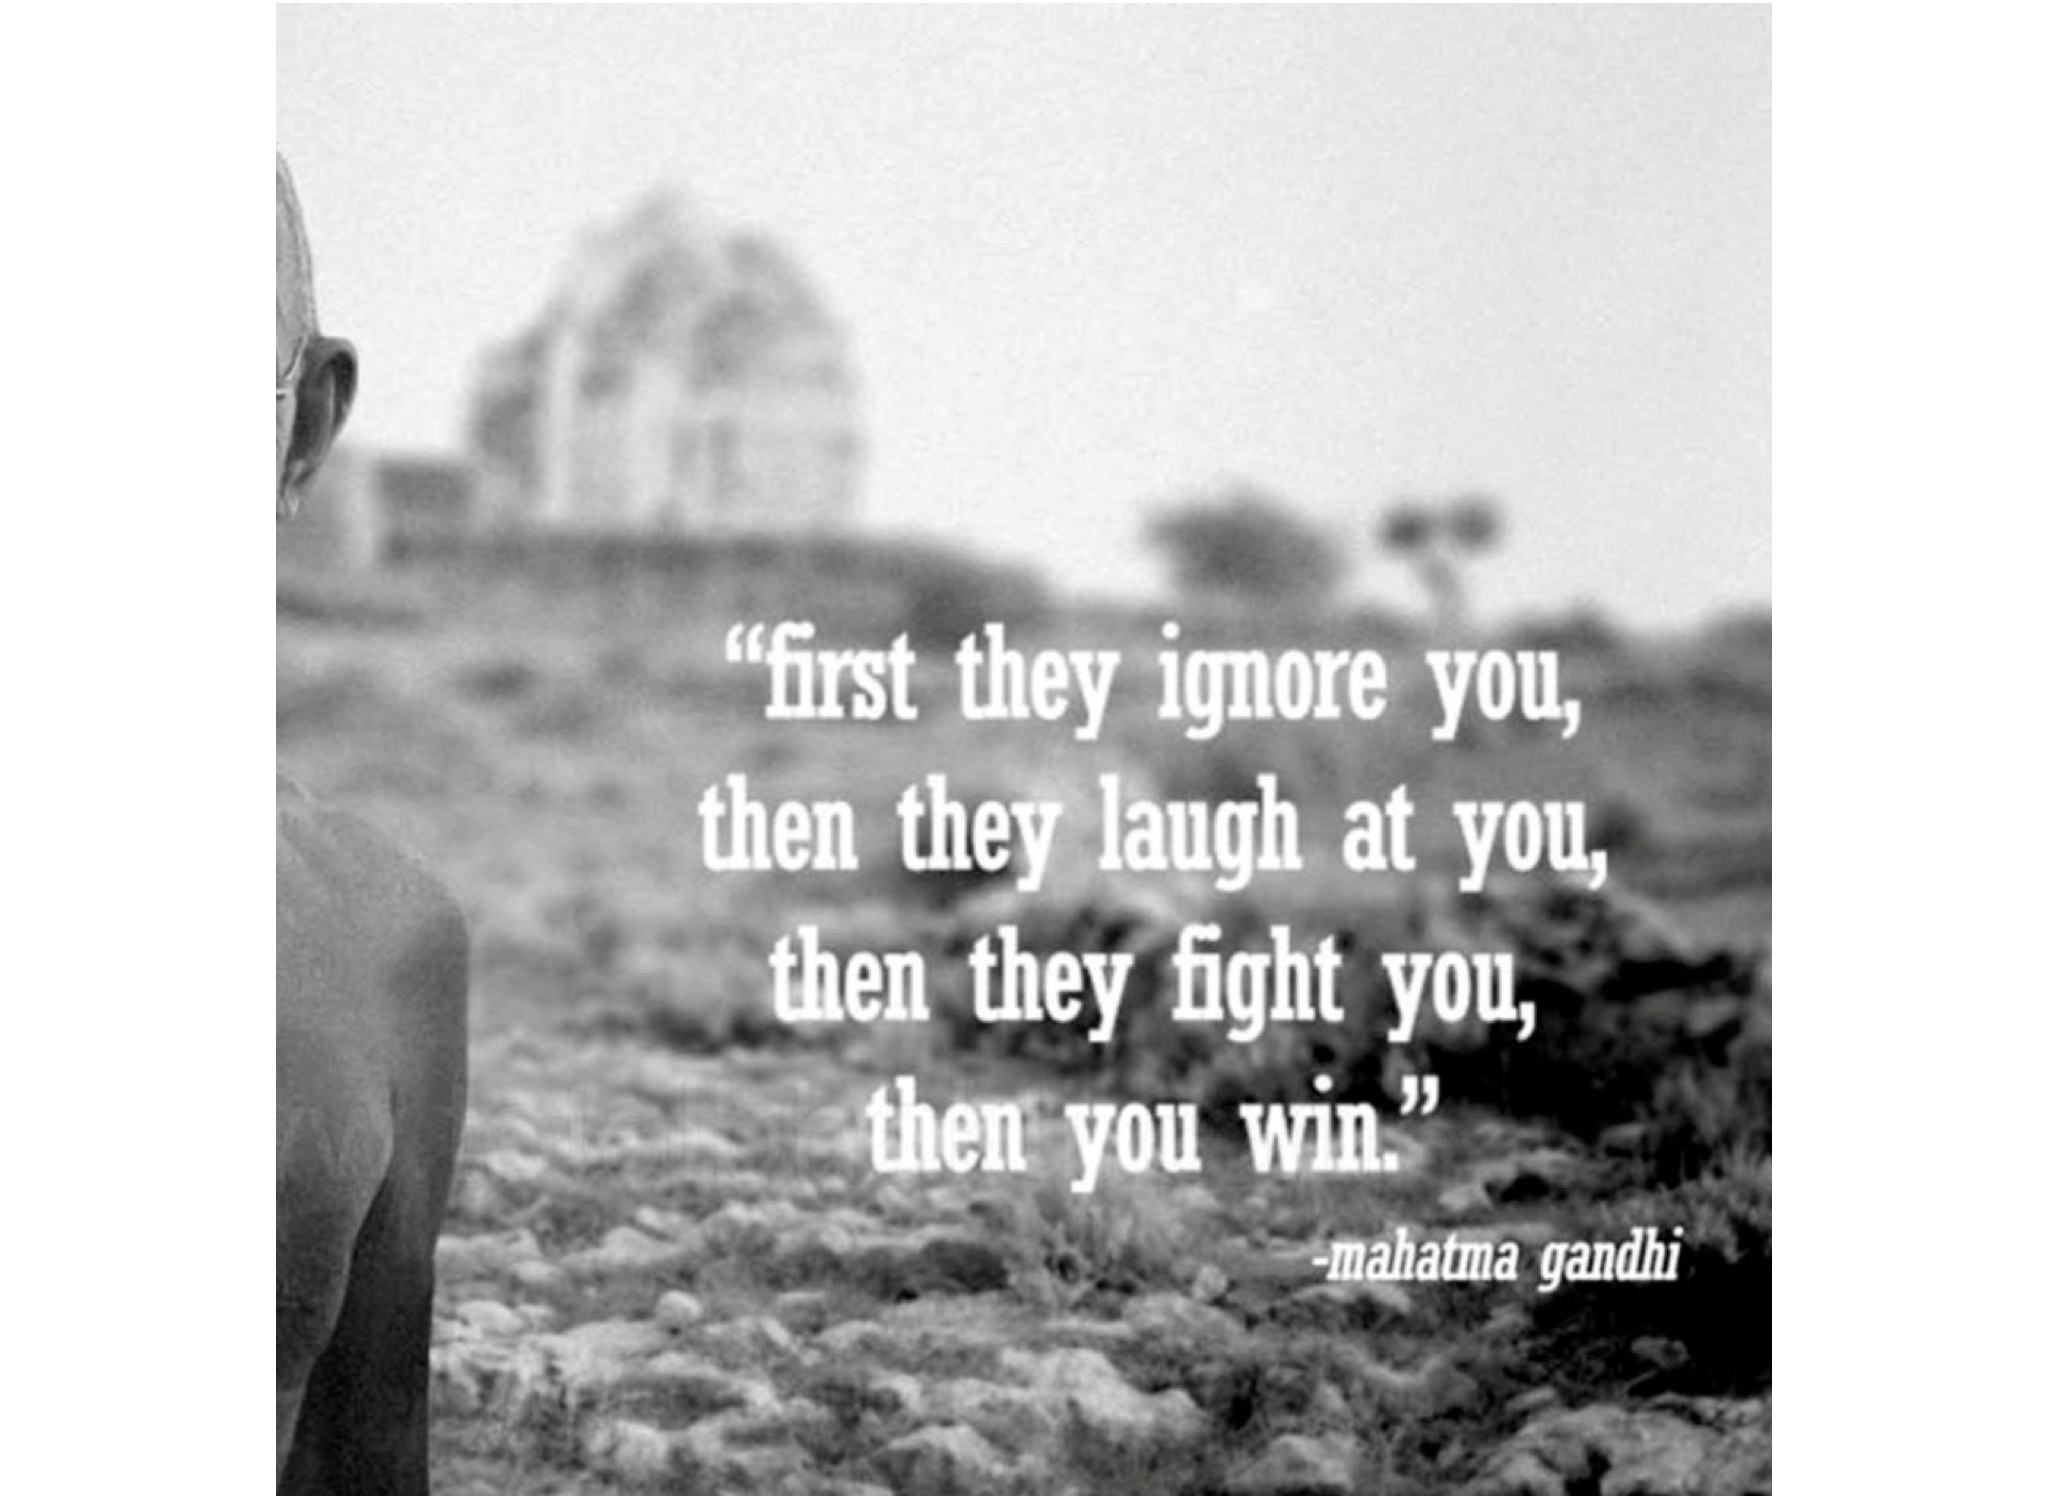 “first they ignore you,
then they laugh at you,
then they fight you,
then you win.”
-mahatma gandhi